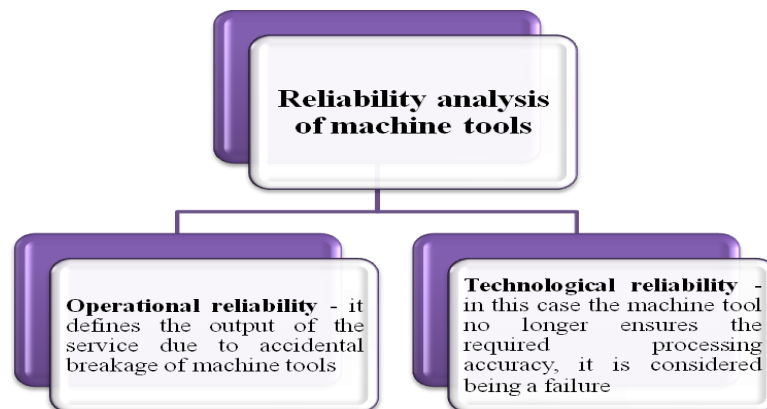 Reliability analysis
of machine tools
Operational reliability - it
defines the output of the
service due to accidental
breakage of machine tools
Technological reliability -
in this case the machine tool
no longer ensures the
required processing
accuracy, it is considered
being a failure